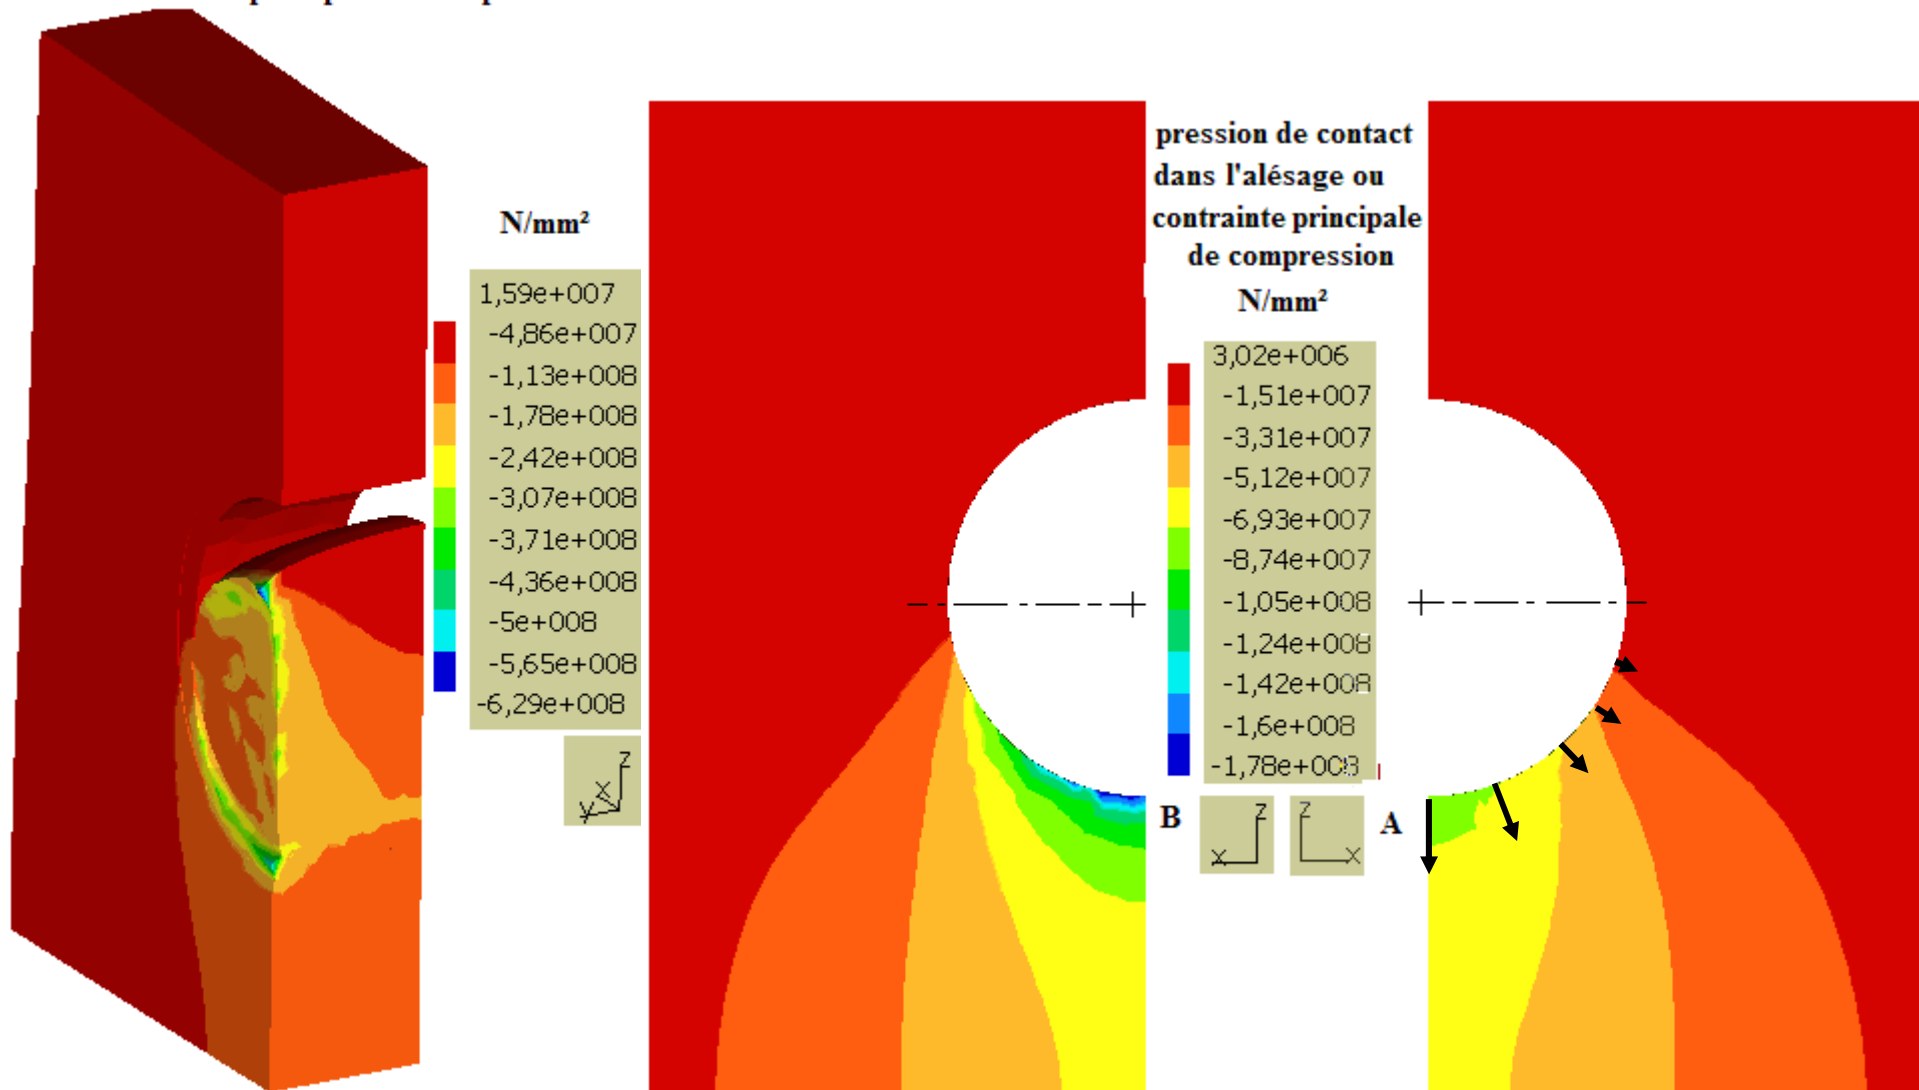 N/mm²
1,59e+007
-4,86e+007
-1,13e+008
-1,78e+008
-2,42e+008
-3,07e+008
-3,71e+008
-4,36e+008
-5e+008
-5,65e+008
-6,29e+008
Z
X
y
pression de contact
dans l'alésage ou
contrainte principale
de compression
N/mm²
3,02e+006
-1,51e+007
-3,31e+007
-5,12e+007
-6,93e+007
-8,74e+007
-1,05e+008
-1,24e+008
-1,42e+008
-1,6e+008
-1,78e+008
B
Z
X
Z
X
A